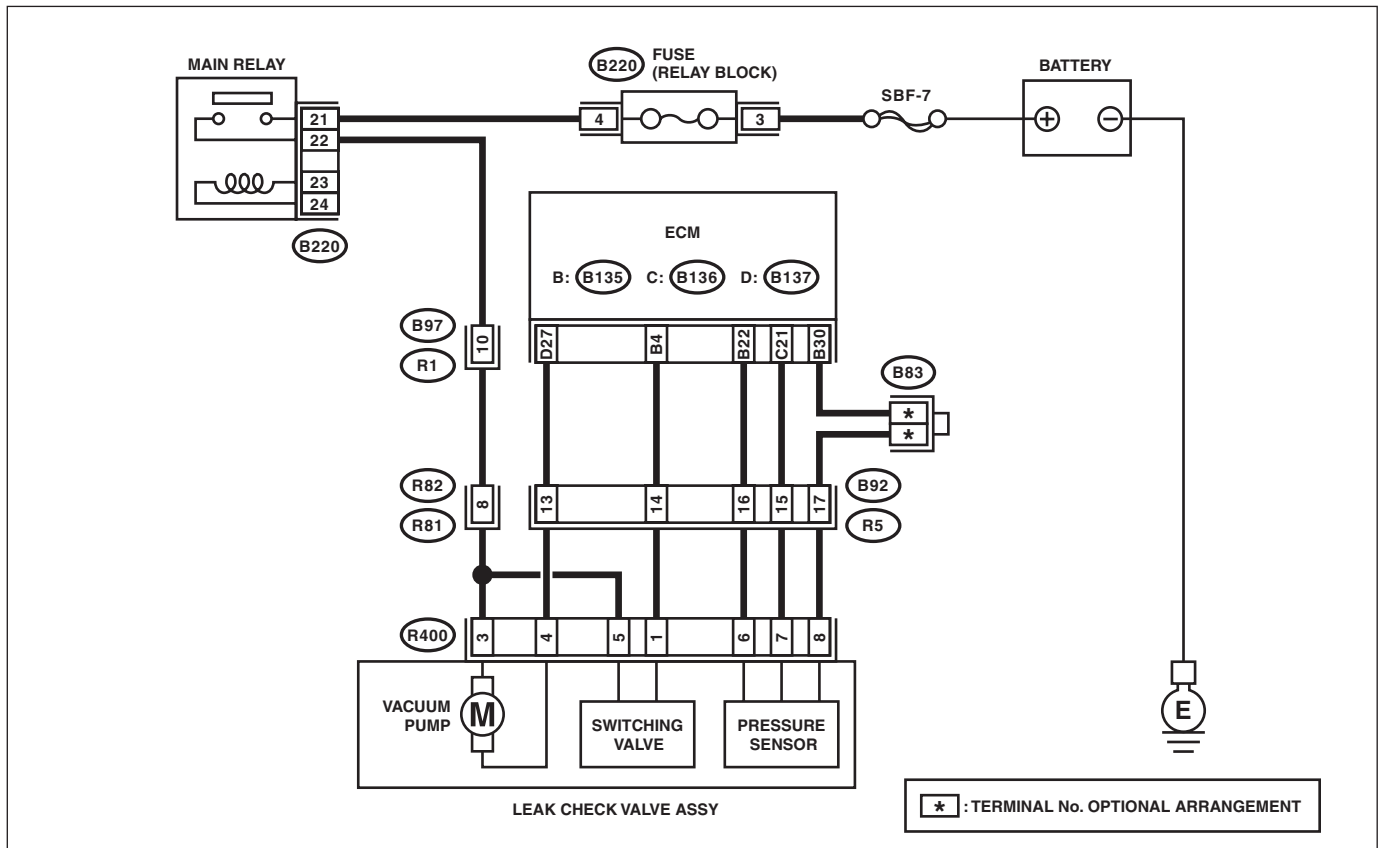 MAIN RELAY
B220
FUSE
(RELAY BLOCK)
SBF-7
BATTERY
21
22
23
24
4
3
+
−
B220
ECM
B: B135 C: B136 D: B137
D27
B4
B22
C21
B30
B83
*
*
B97
R1
10
R82
R81
8
13
14
16
15
17
B92
R5
R400
3
4
5
1
6
7
8
VACUUM
PUMP
M
SWITCHING
VALVE
PRESSURE
SENSOR
E
LEAK CHECK VALVE ASSY
* : TERMINAL No. OPTIONAL ARRANGEMENT